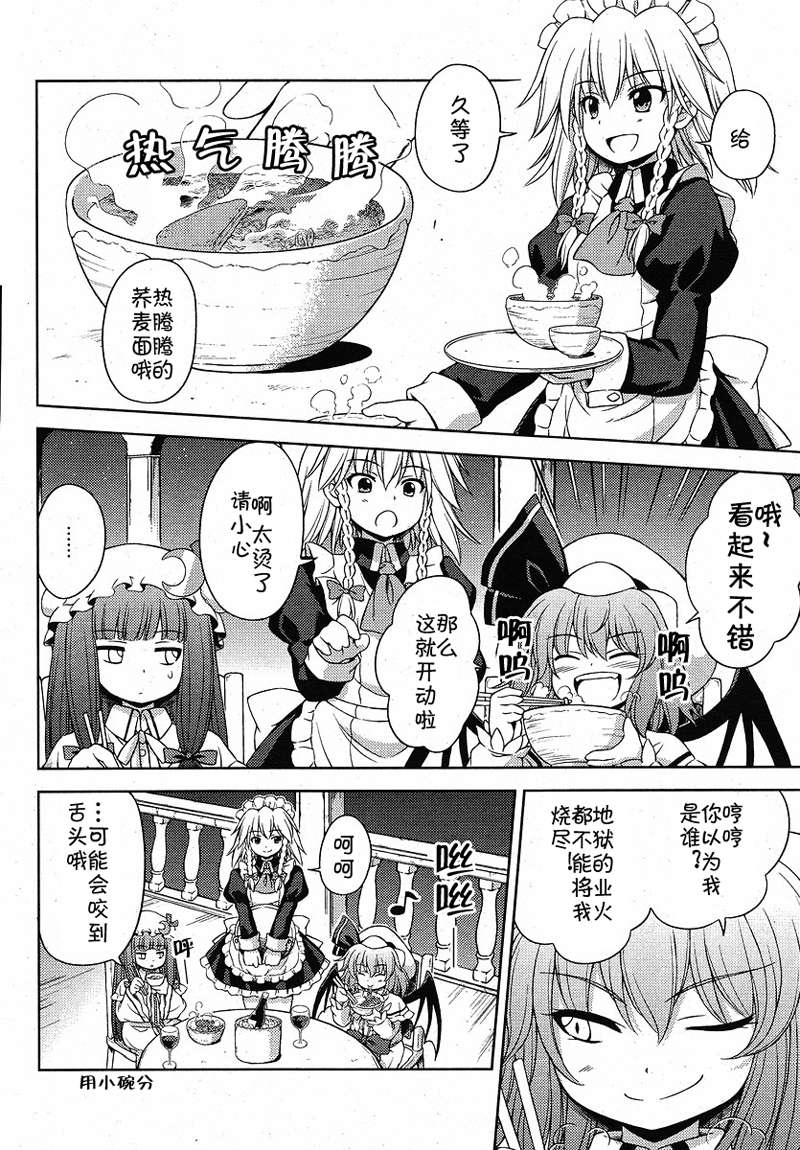 给
久等了
热气腾腾
热腾腾的
荞麦面哦
哦~
看起来不错
啊呜
啊呜
那么
这就开动啦
啊 太烫了
请小心
……
哼哼
你以为我
是谁?
地狱的业火
都不能将我
烧尽!
呵呵
…可能会咬到
舌头哦
呼
用小碗分